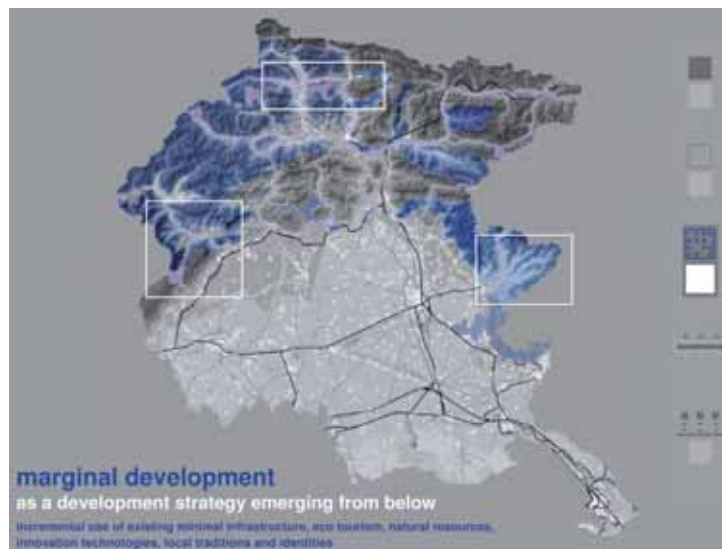 marginal development
as a development strategy emerging from below
incremental use of existing minimal infrastructure, eco tourism, natural resources,
innovation technologies, local traditions and identities